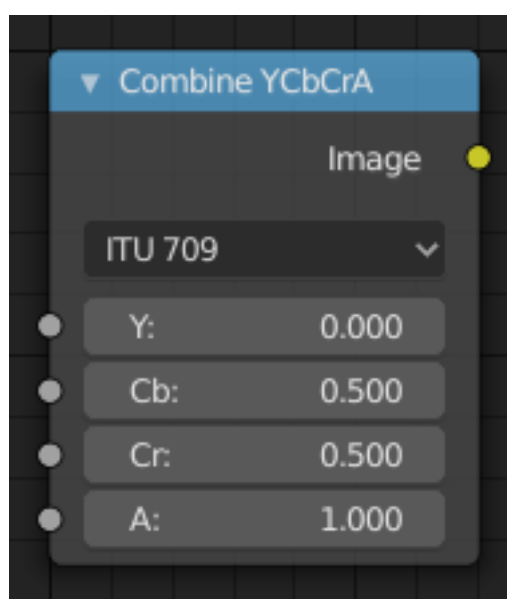 Combine YCbCrA
Image
ITU 709
Y: 0.000
Cb: 0.500
Cr: 0.500
A: 1.000